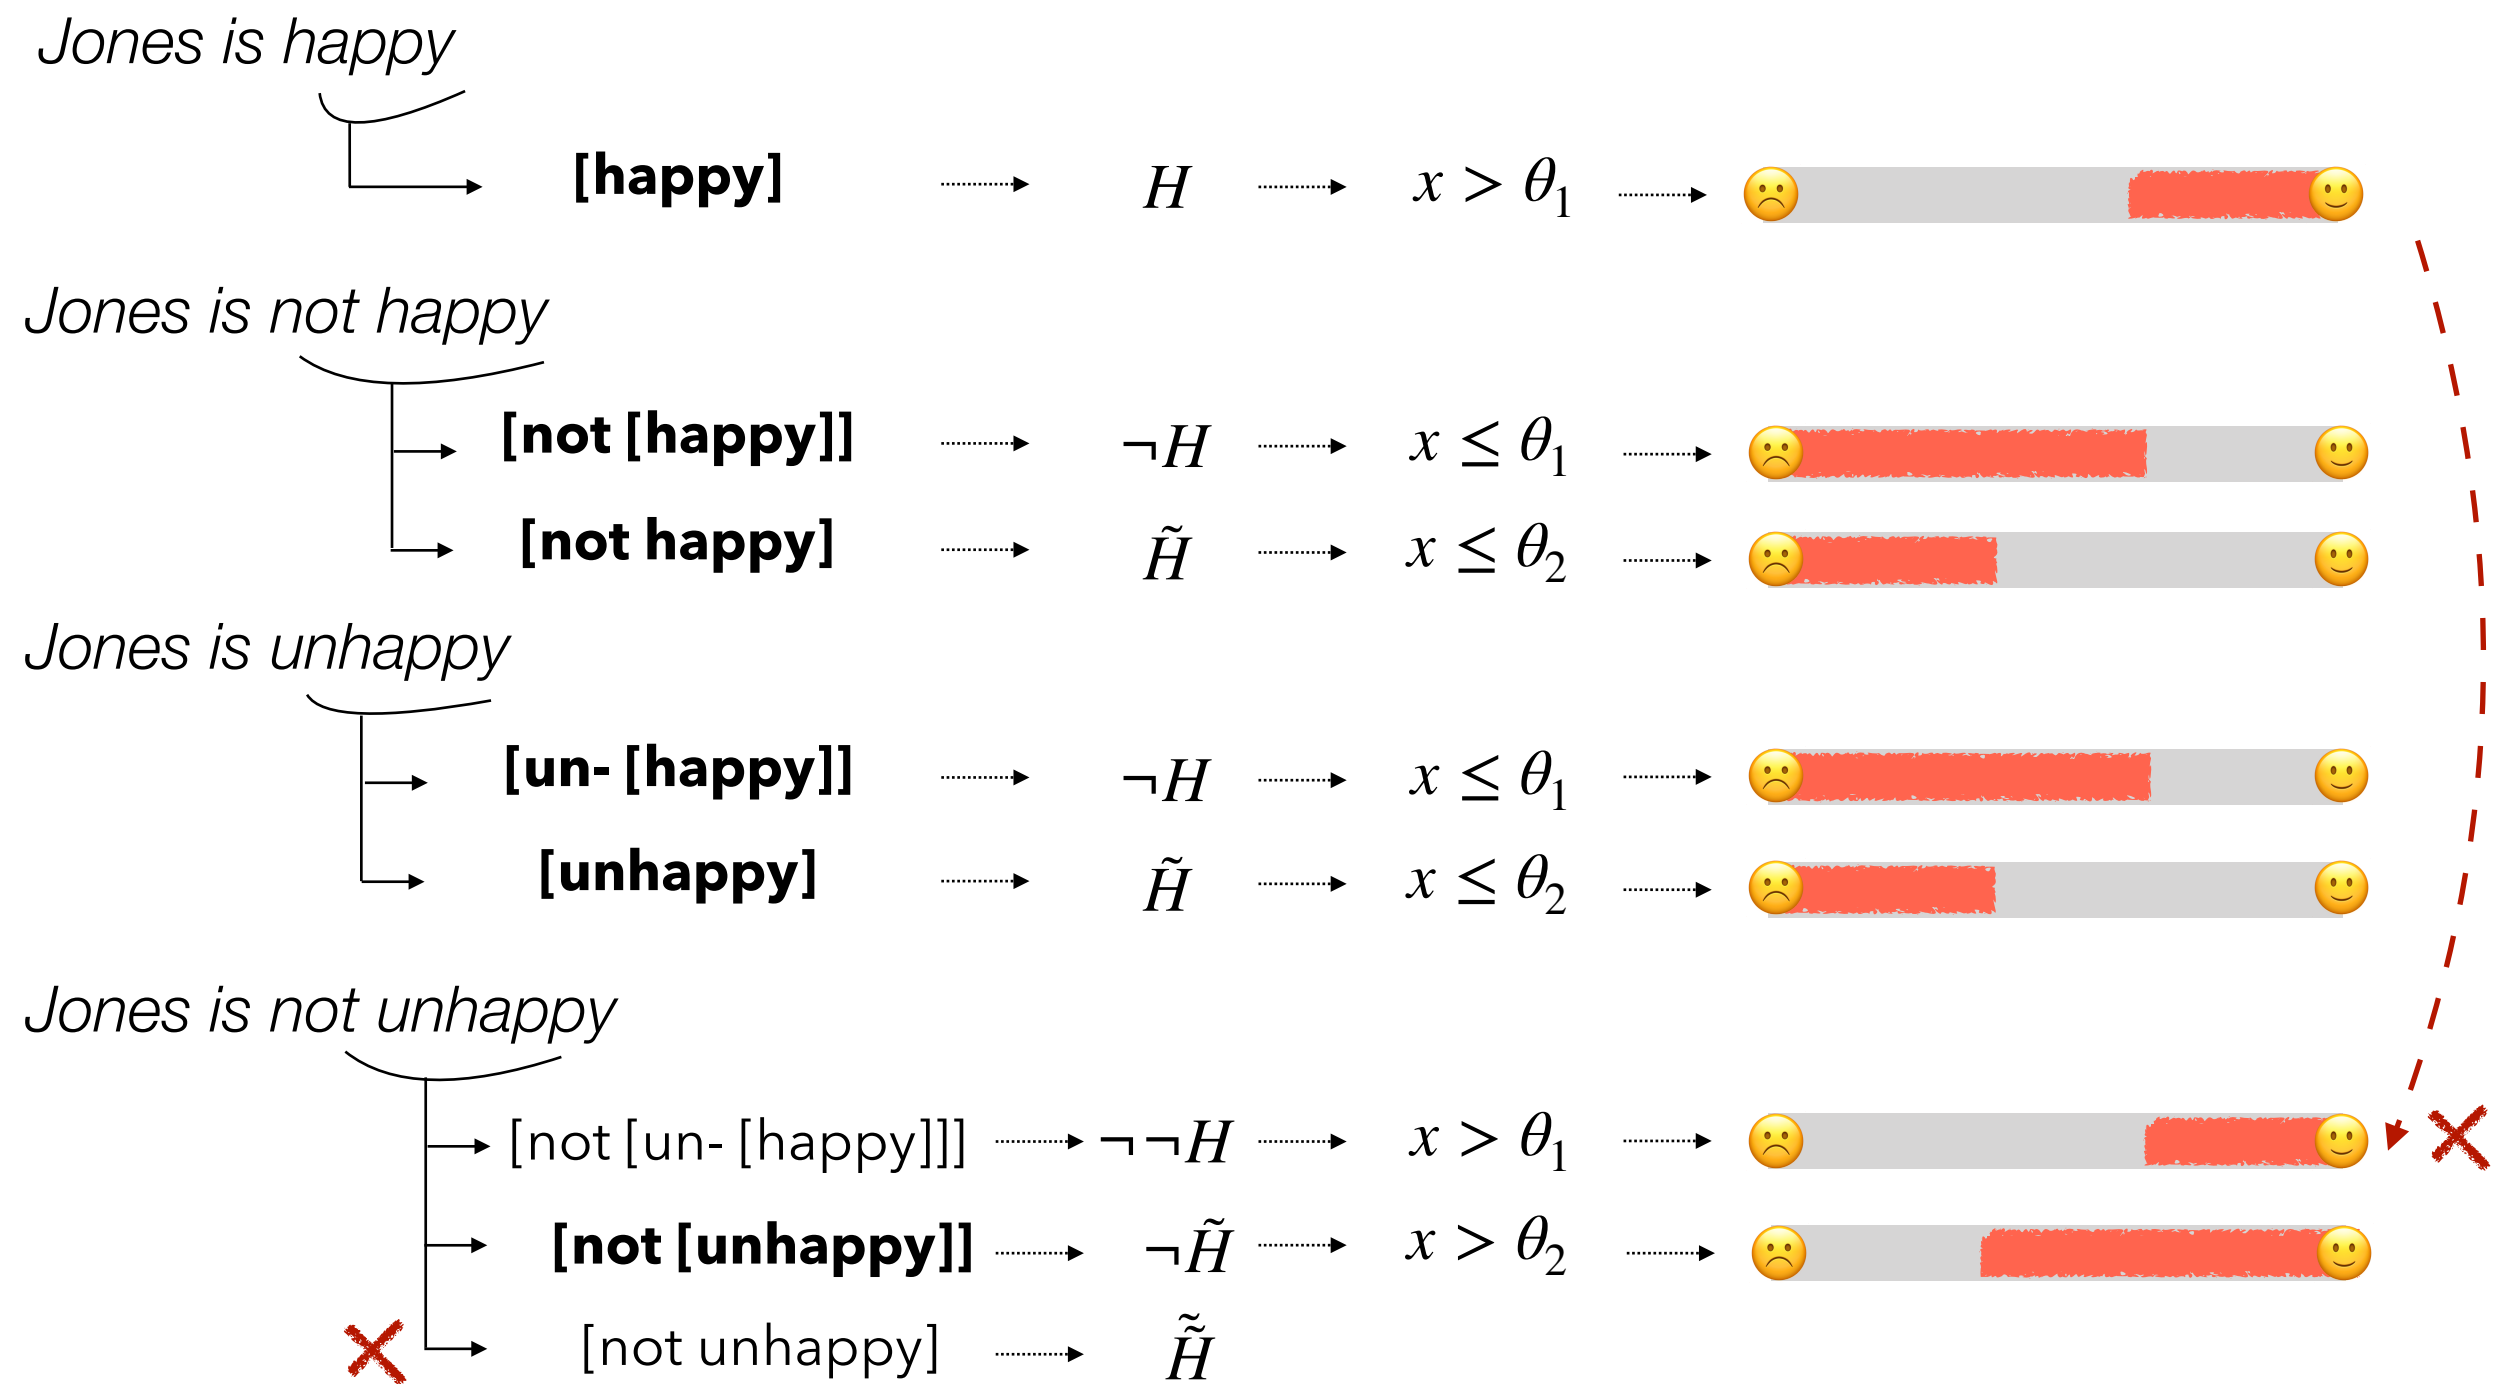 Jones is happy
[happy] H x > θ1
Jones is not happy
[not [happy]] ¬H x ≤ θ1
[not happy] H̃ x ≤ θ2
Jones is unhappy
[un- [happy]] ¬H x ≤ θ1
[unhappy] H̃ x ≤ θ2
Jones is not unhappy
[not [un- [happy]]] ¬¬H x > θ1
[not [unhappy]] ¬H̃ x > θ2
[not unhappy] H̃̃